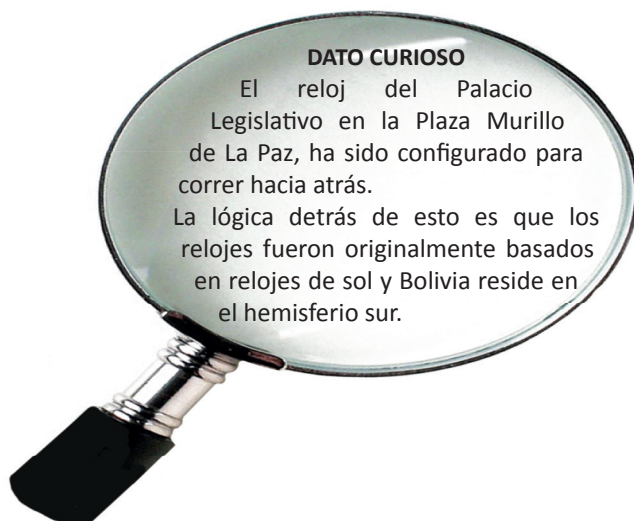 DATO CURIOSO
El reloj del Palacio
Legislativo en la Plaza Murillo
de La Paz, ha sido configurado para
correr hacia atrás.
La lógica detrás de esto es que los
relojes fueron originalmente basados
en relojes de sol y Bolivia reside en
el hemisferio sur.